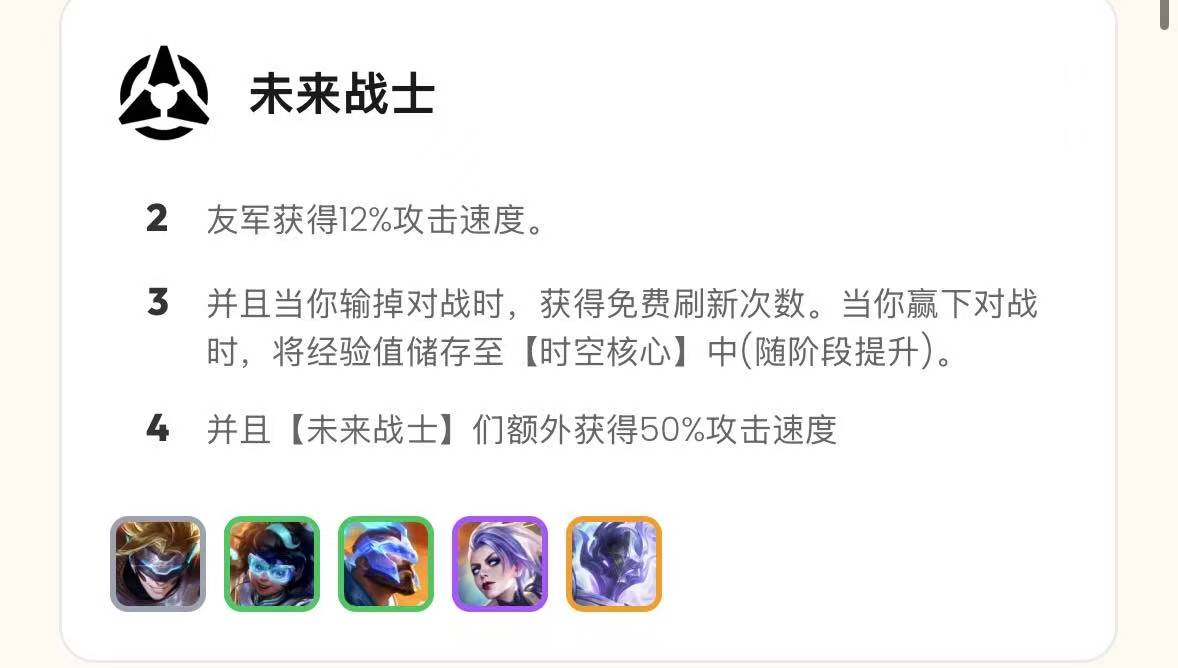 未来战士
2 友军获得12%攻击速度。
3 并且当你输掉对战时，获得免费刷新次数。当你赢下对战
时，将经验值储存至【时空核心】中(随阶段提升)。
4 并且【未来战士】们额外获得50%攻击速度